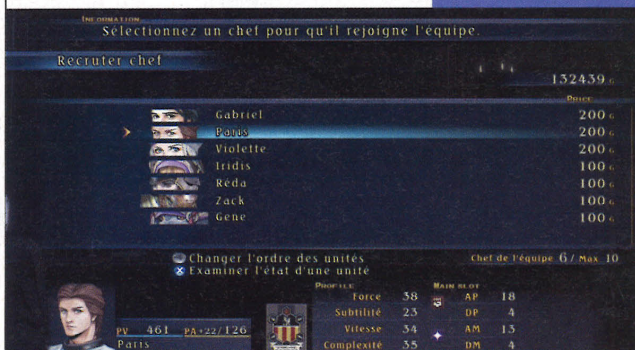 INFORMATION
Sélectionnez un chef pour qu'il rejoigne l'équipe.
Recruter chef
132439 G
PRICE
Gabriel 200 G
Paris 200 G
Violette 200 G
Iridis 100 G
Réda 100 G
Zack 100 G
Gene 100 G
Changer l'ordre des unités
Chef de l'équipe 6 / Max 10
Examiner l'état d'une unité
PROFILE MAIN SLOT
Force 38 AP 18
Subtilité 23 DP 4
PV 461 PA+22/126 Vitesse 34 AM 13
Paris Complexité 35 DM 4